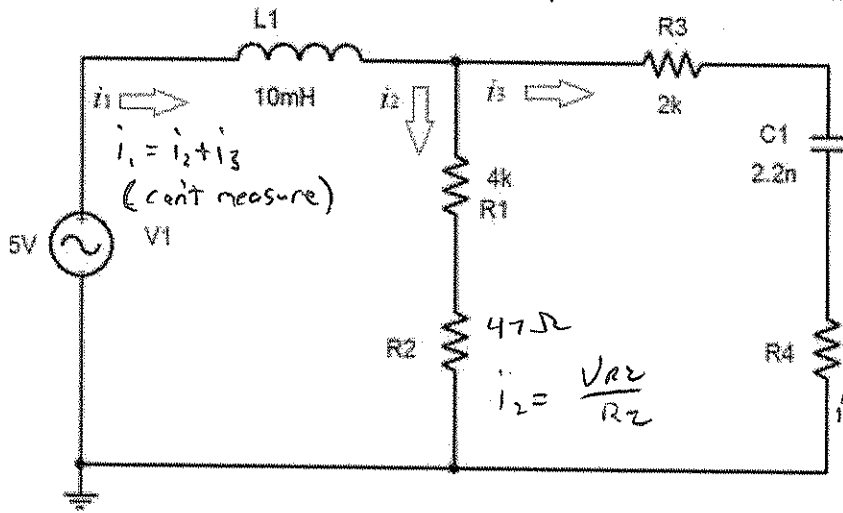 L1
10mH
R3
2k
i₁
i₂
i₃
i₁ = i₂ + i₃
(can't measure)
C1
2.2n
4k
R1
5V
V1
R2
47Ω
i₂ = VR2 / R2
R4
i